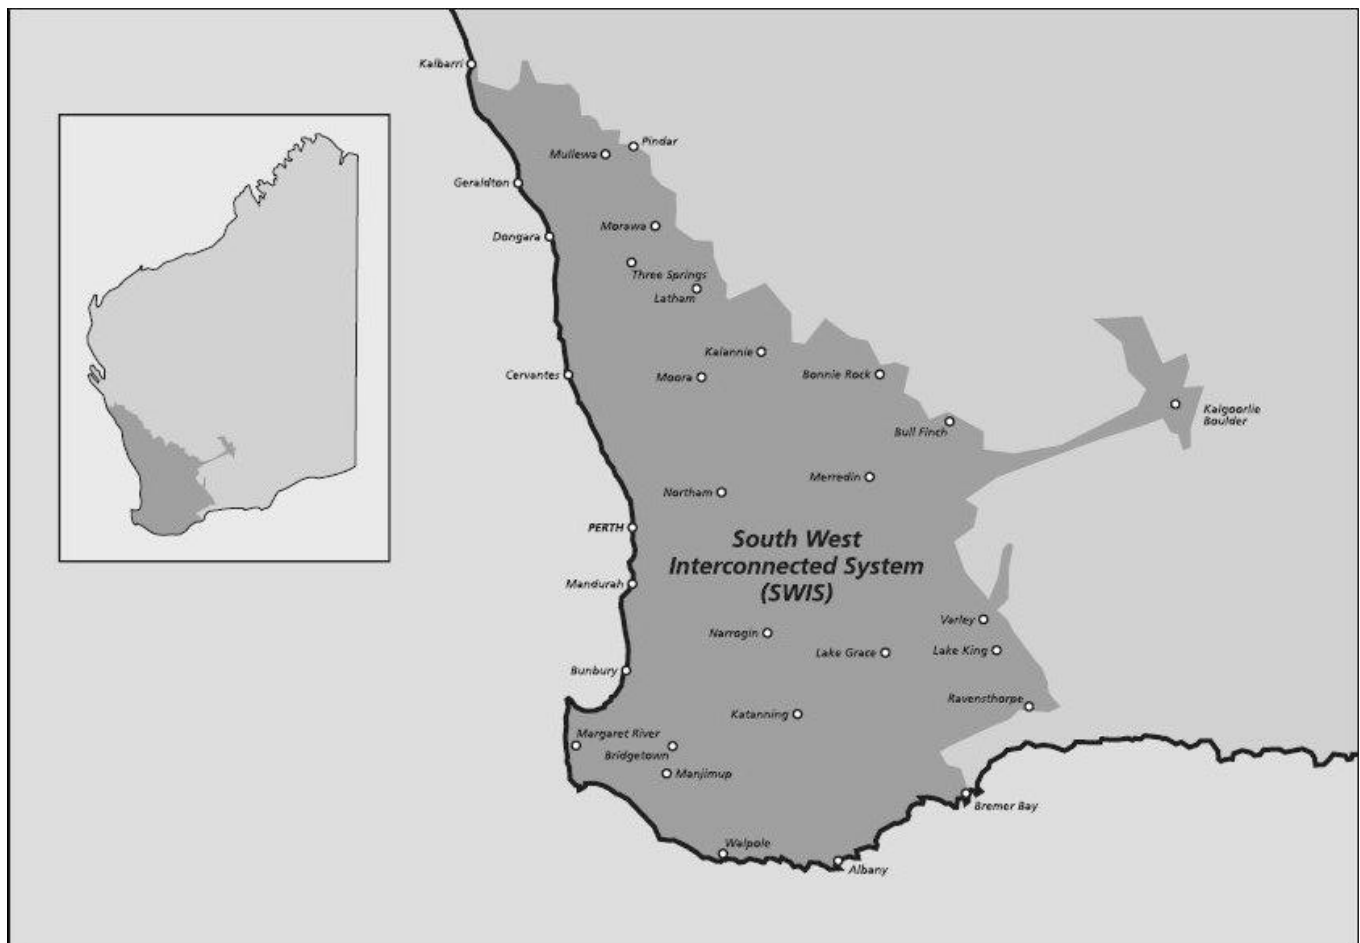 Kalbarri
Pindar
Mullewa
Geraldton
Morawa
Dongara
Three Springs
Latham
Kalannie
Cervantes
Moora
Bonnie Rock
Kalgoorlie
Boulder
Bull Finch
Merredin
Northam
PERTH
South West
Interconnected System
(SWIS)
Mandurah
Varley
Narrogin
Lake Grace
Lake King
Bunbury
Ravensthorpe
Katanning
Margaret River
Bridgetown
Manjimup
Bremer Bay
Walpole
Albany